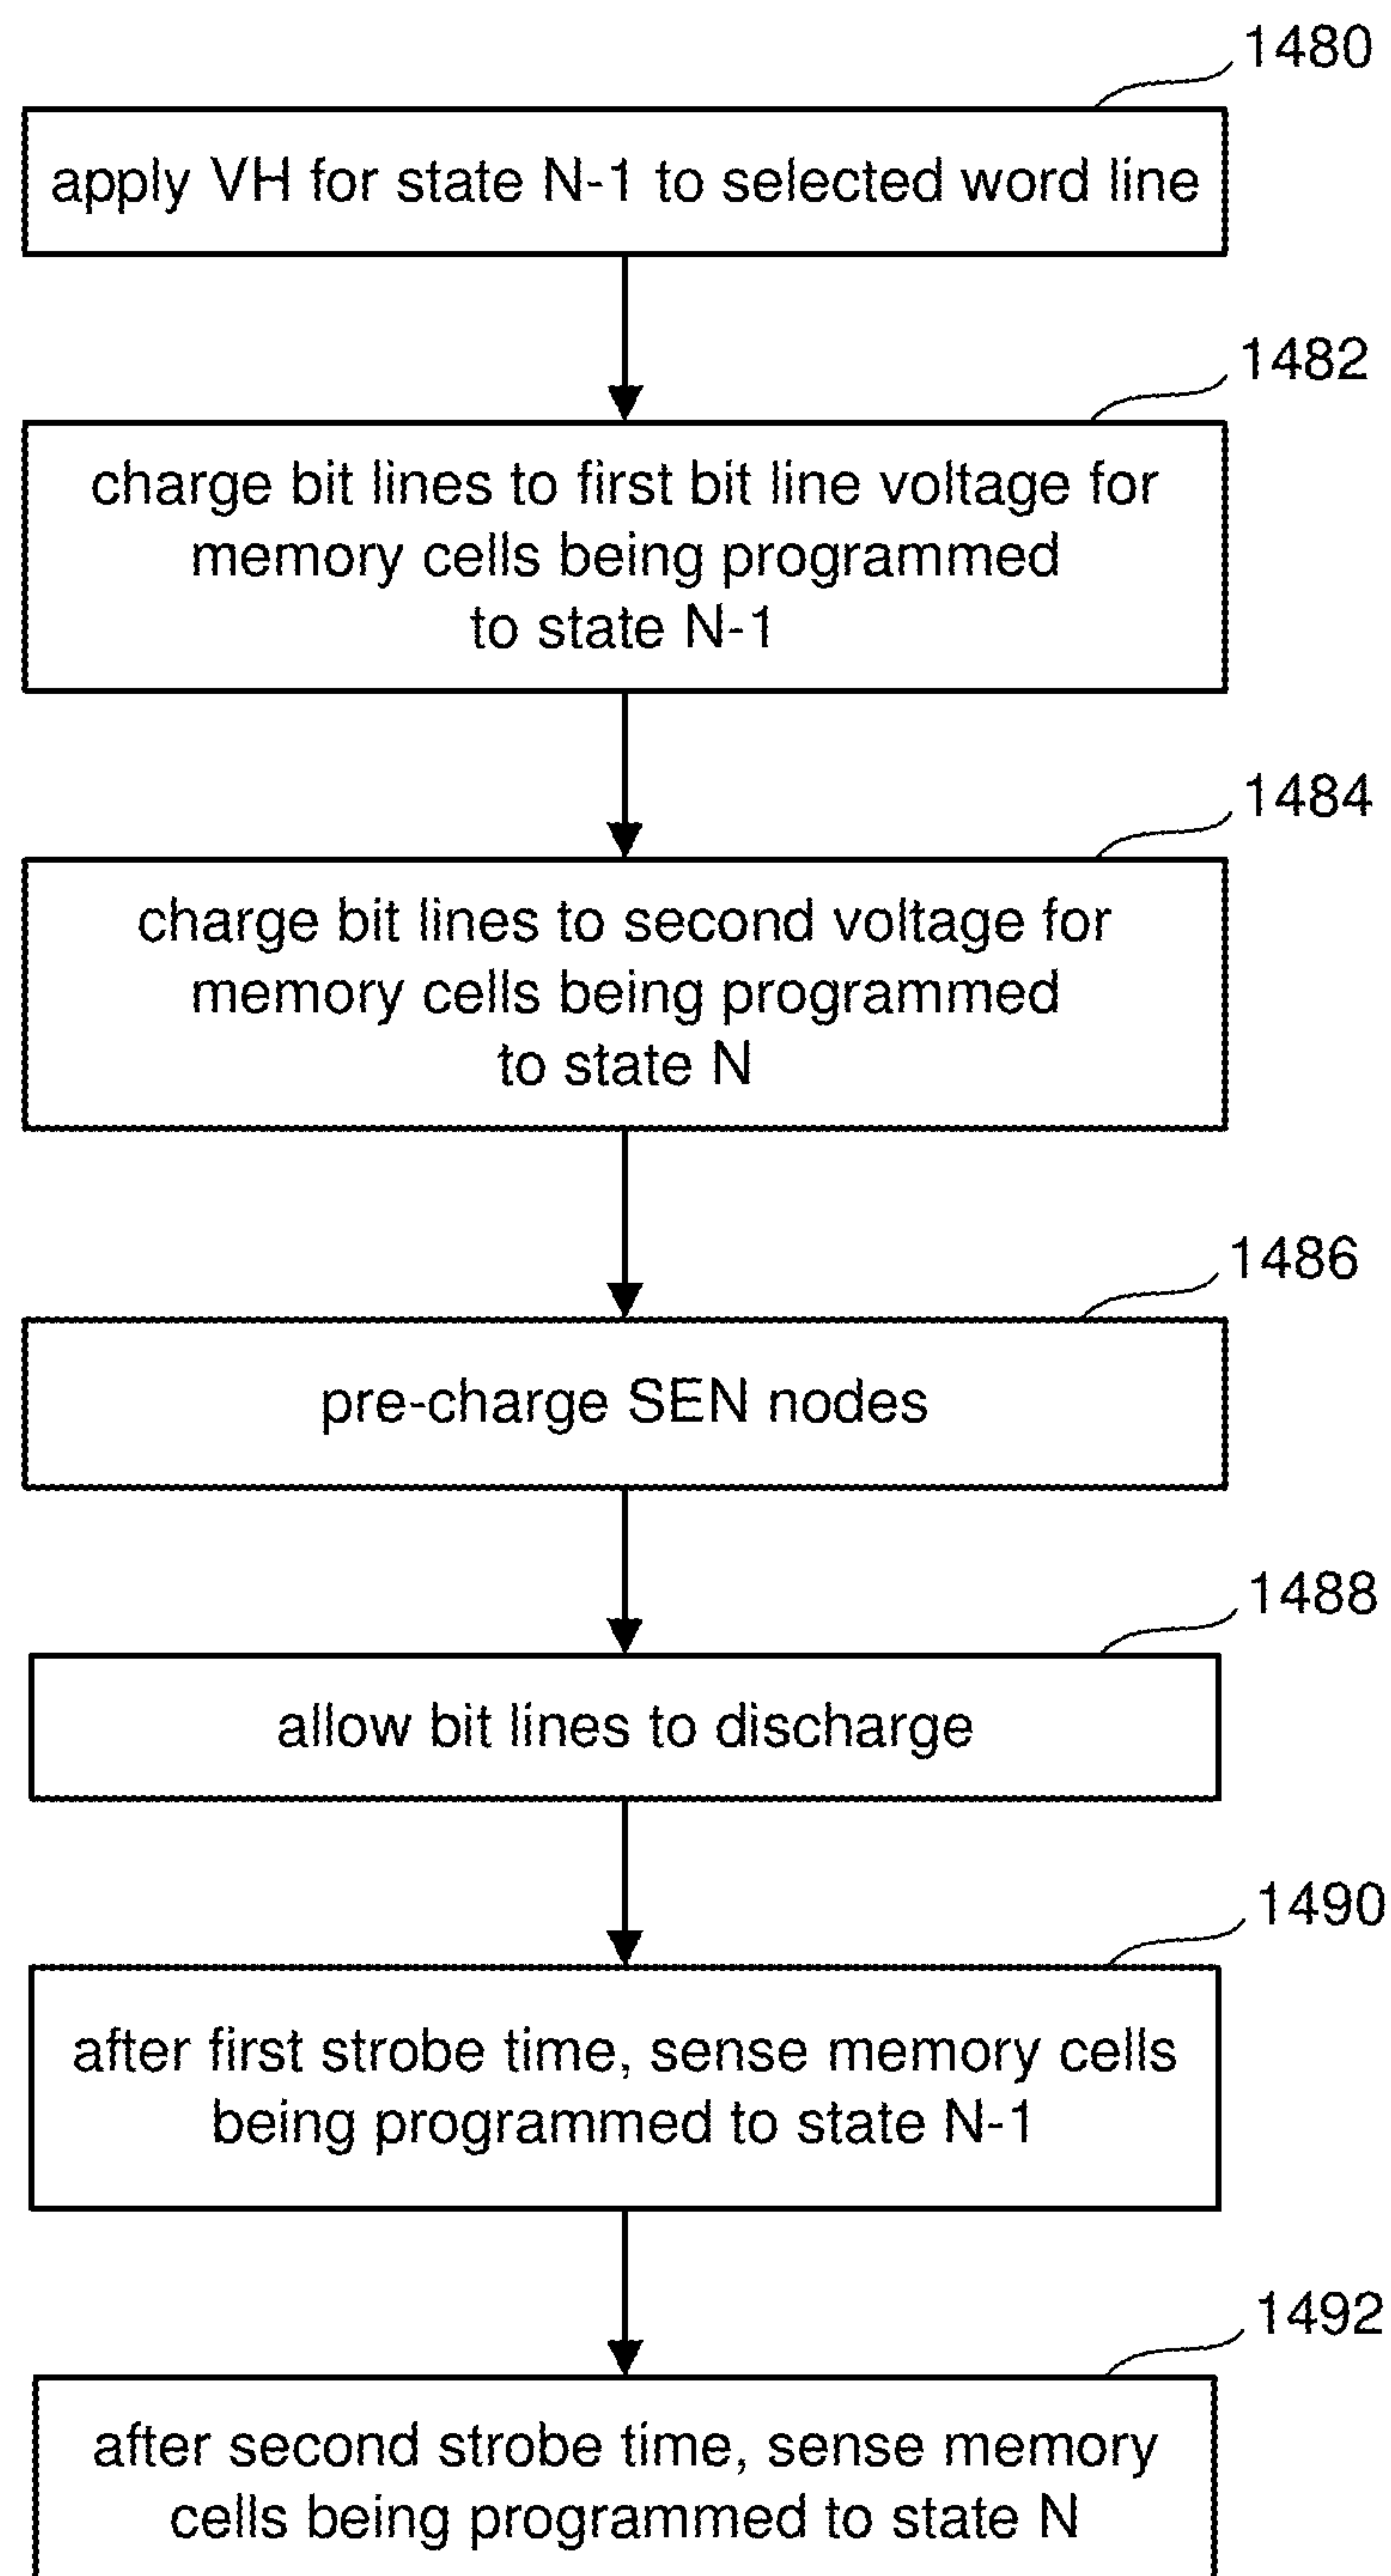 1480
apply VH for state N-1 to selected word line
1482
charge bit lines to first bit line voltage for
memory cells being programmed
to state N-1
1484
charge bit lines to second voltage for
memory cells being programmed
to state N
1486
pre-charge SEN nodes
1488
allow bit lines to discharge
1490
after first strobe time, sense memory cells
being programmed to state N-1
1492
after second strobe time, sense memory
cells being programmed to state N